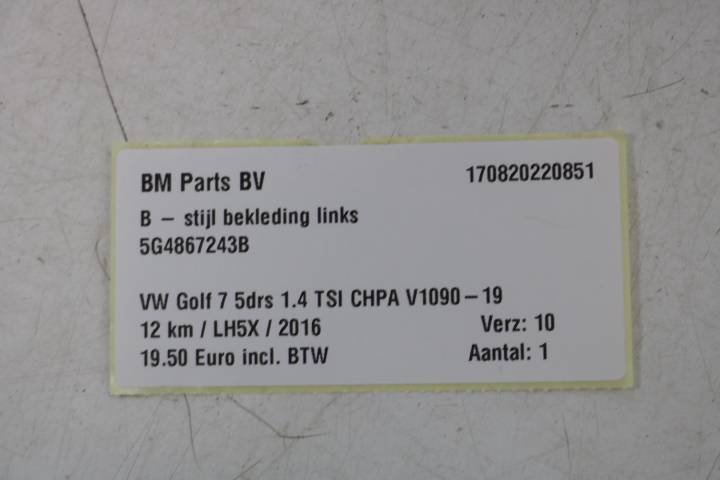 BM Parts BV 170820220851
B – stijl bekleding links
5G4867243B
VW Golf 7 5drs 1.4 TSI CHPA V1090–19
12 km / LH5X / 2016 Verz: 10
19.50 Euro incl. BTW Aantal: 1